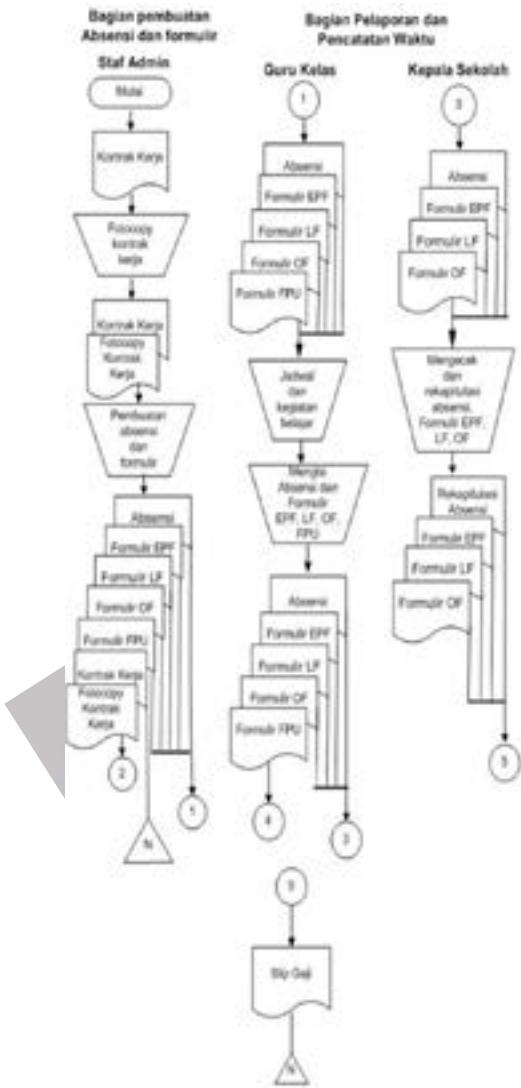 Bagian pembuatan
Absensi dan formulir
Staf Admin
Mulai
Kontrak Kerja
Fotocopy
kontrak
kerja
Kontrak Kerja
Fotocopy
Kontrak
Kerja
Pembuatan
absensi
dan
formulir
Absensi
Formulir EPF
Formulir LF
Formulir OF
Formulir FPU
Kontrak Kerja
Fotocopy
Kontrak
Kerja
2
1
N
Bagian Pelaporan dan
Pencatatan Waktu
Guru Kelas
1
Absensi
Formulir EPF
Formulir LF
Formulir OF
Formulir FPU
Jadwal
dan
kegiatan
belajar
Mengisi
Absensi dan
Formulir
EPF, LF, OF,
FPU
Absensi
Formulir EPF
Formulir LF
Formulir OF
Formulir FPU
4
3
9
Slip Gaji
N
Kepala Sekolah
3
Absensi
Formulir EPF
Formulir LF
Formulir OF
Mengecek
dan
rekapitulasi
absensi,
Formulir EPF,
LF, OF
Rekapitulasi
Absensi
Formulir EPF
Formulir LF
Formulir OF
5